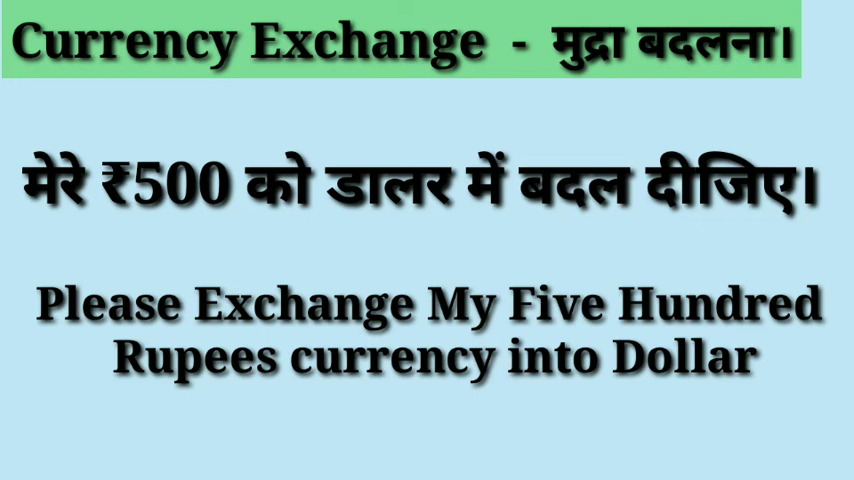 Currency Exchange - मुद्रा बदलना।
मेरे ₹500 को डालर में बदल दीजिए।
Please Exchange My Five Hundred
Rupees currency into Dollar